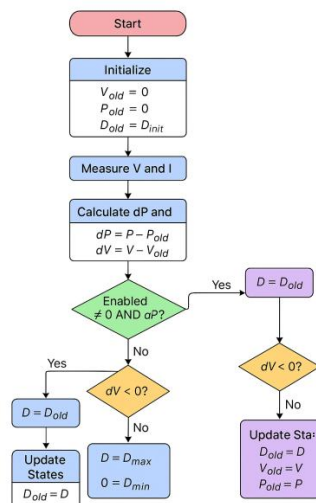 Start
Initialize
V_old = 0
P_old = 0
D_old = D_init
Measure V and I
Calculate dP and
dP = P − P_old
dV = V − V_old
Enabled
≠ 0 AND aP?
Yes
D = D_old
No
dV < 0?
No
Update Sta:
D_old = D
V_old = V
P_old = P
Yes
dV < 0?
No
D = D_old
Update
States
D_old = D
D = D_max
0 = D_min